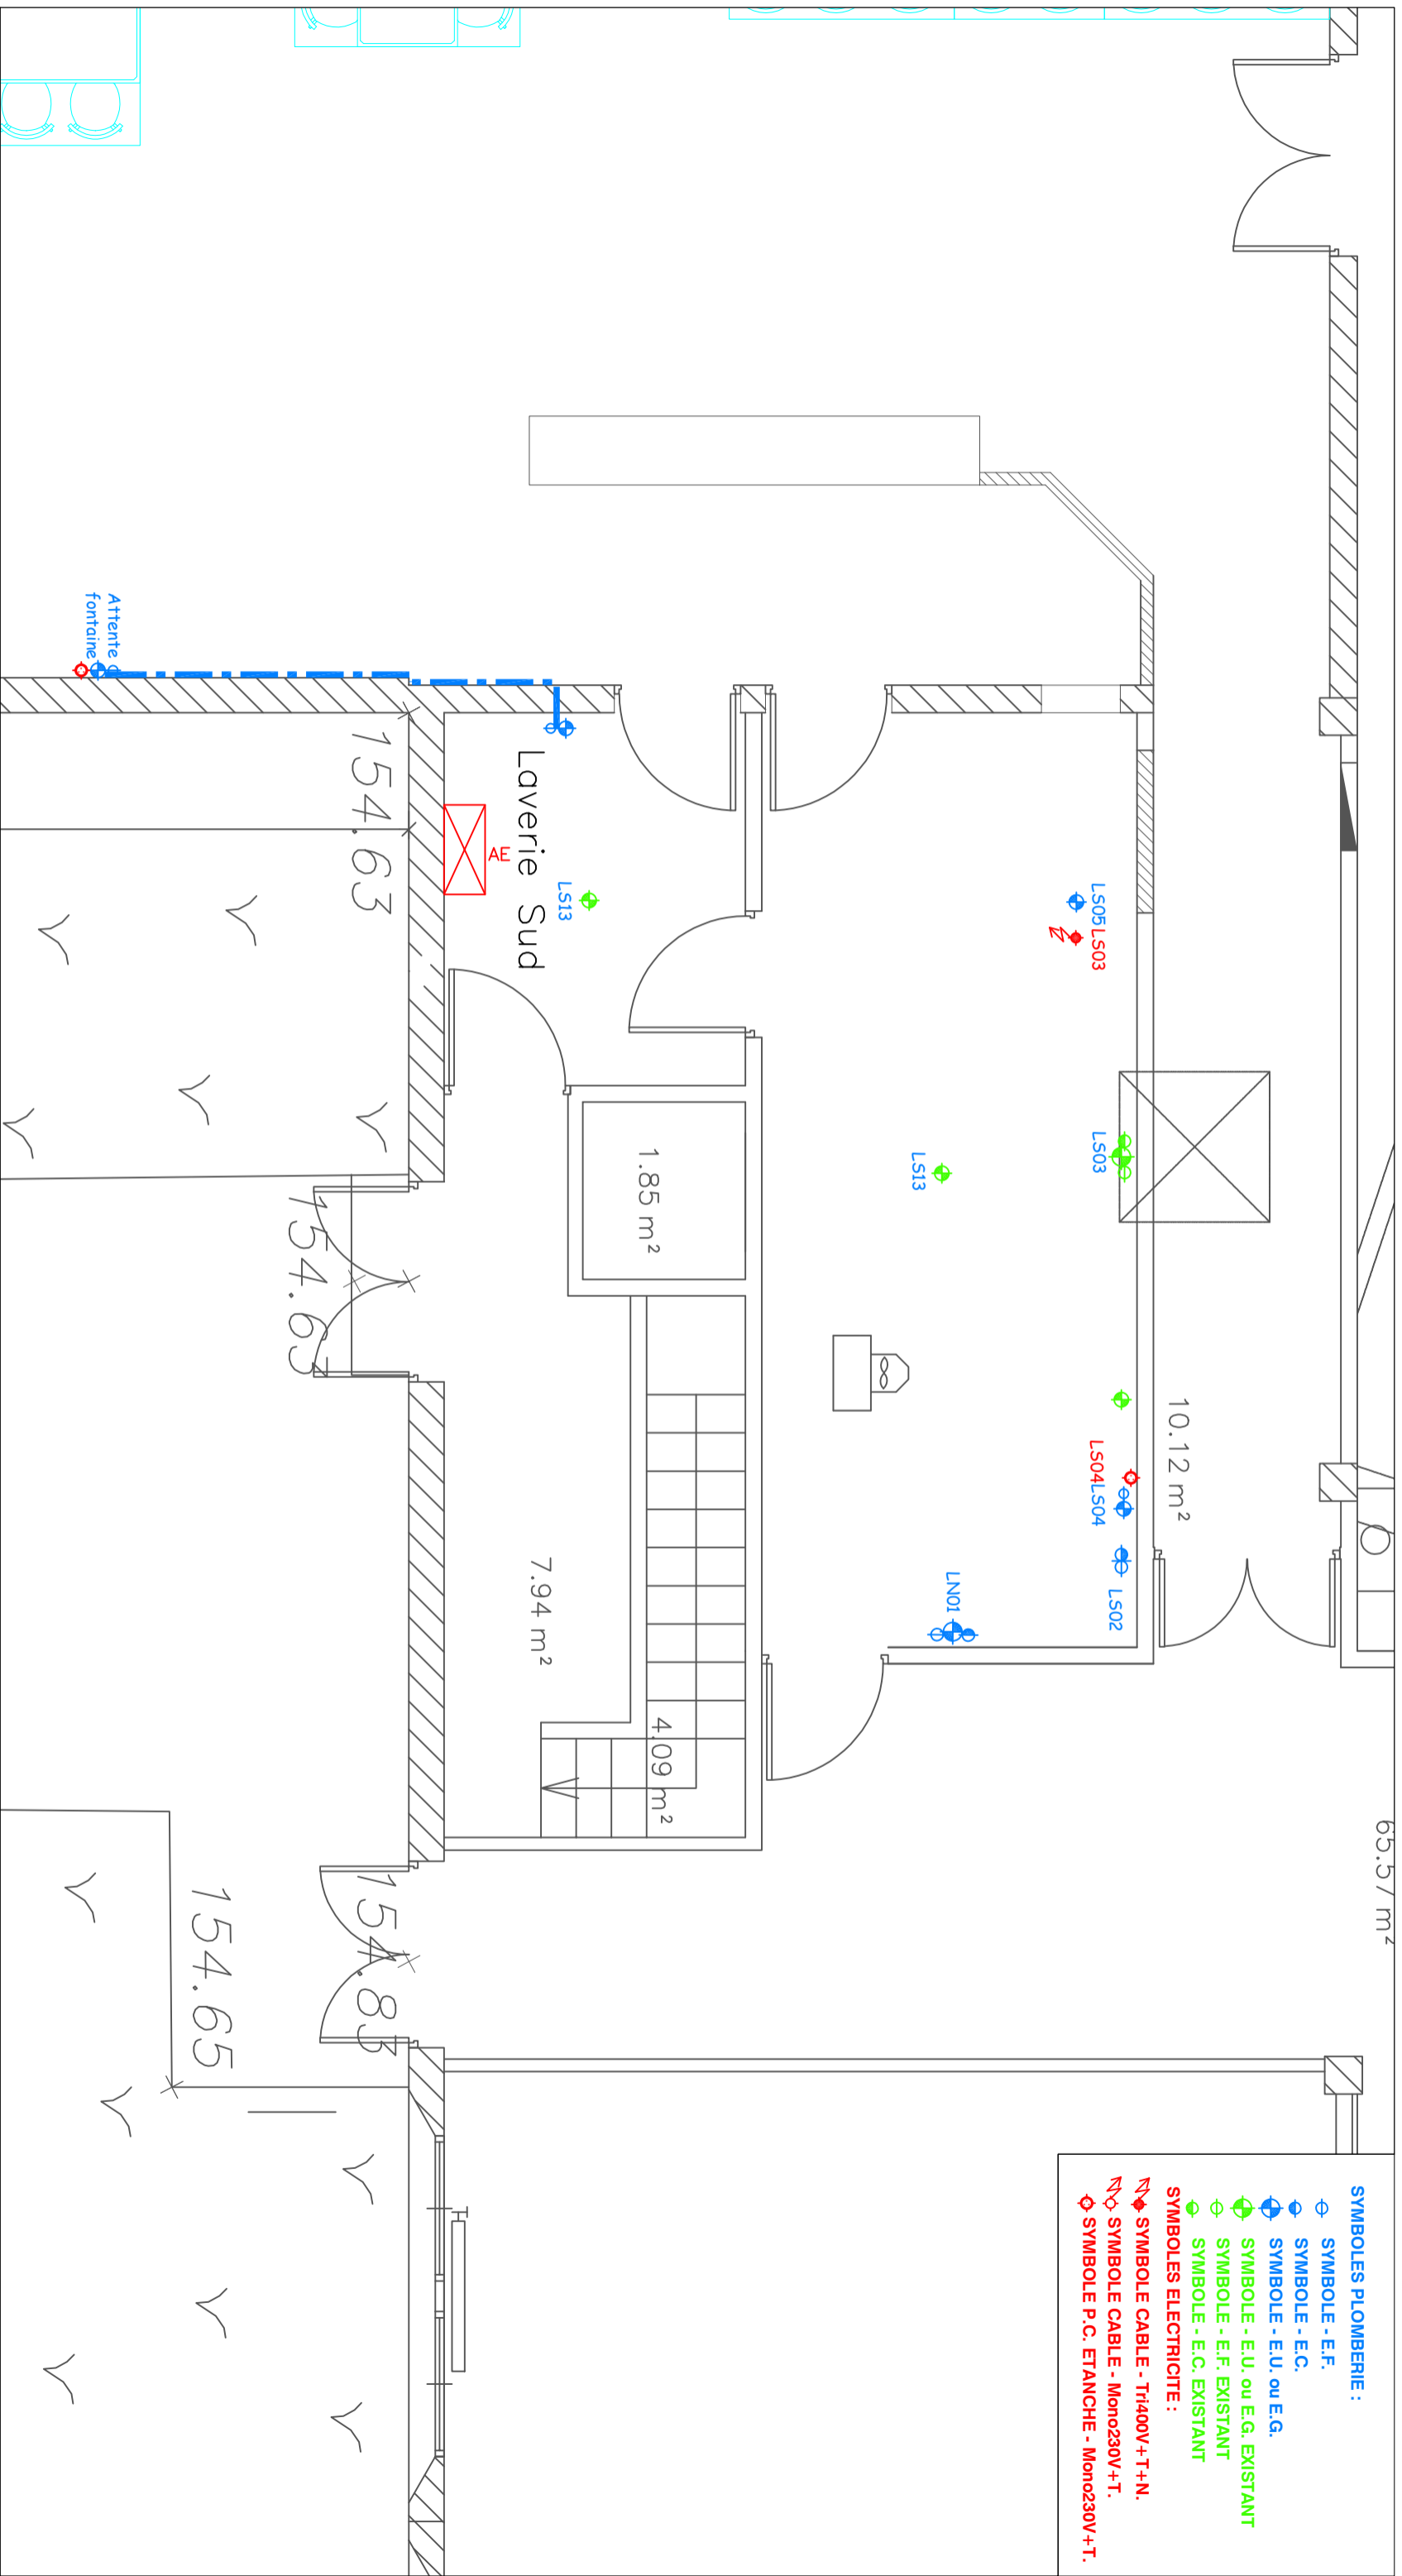 SYMBOLES PLOMBERIE :
SYMBOLE - E.F.
SYMBOLE - E.C.
SYMBOLE - E.U. ou E.G.
SYMBOLE - E.U. ou E.G. EXISTANT
SYMBOLE - E.F. EXISTANT
SYMBOLE - E.C. EXISTANT
SYMBOLES ELECTRICITE :
SYMBOLE CABLE - Tri400V+T+N.
SYMBOLE CABLE - Mono230V+T.
SYMBOLE P.C. ETANCHE - Mono230V+T.
65.57 m²
10.12 m²
LS02
LS05
LS03
LS03
LS04
LS04
LN01
LS13
1.85 m²
4.09 m²
7.94 m²
LS13
Laverie Sud
AE
154.63
154.63
154.83
154.65
Attente
fontaine